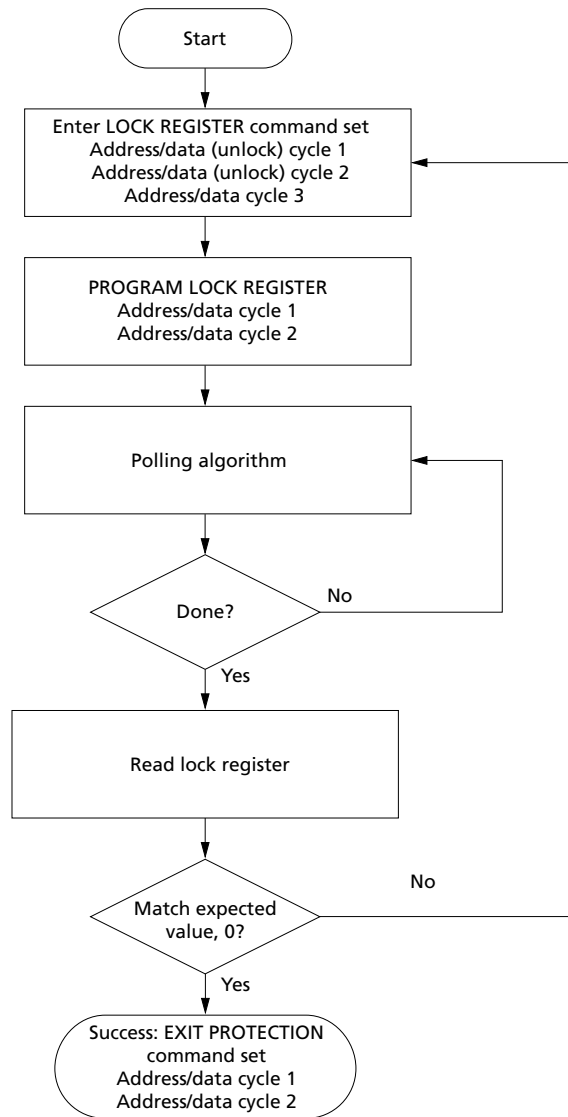 Start
Enter LOCK REGISTER command set
Address/data (unlock) cycle 1
Address/data (unlock) cycle 2
Address/data cycle 3
PROGRAM LOCK REGISTER
Address/data cycle 1
Address/data cycle 2
Polling algorithm
Done?
No
Yes
Read lock register
Match expected
value, 0?
No
Yes
Success: EXIT PROTECTION
command set
Address/data cycle 1
Address/data cycle 2